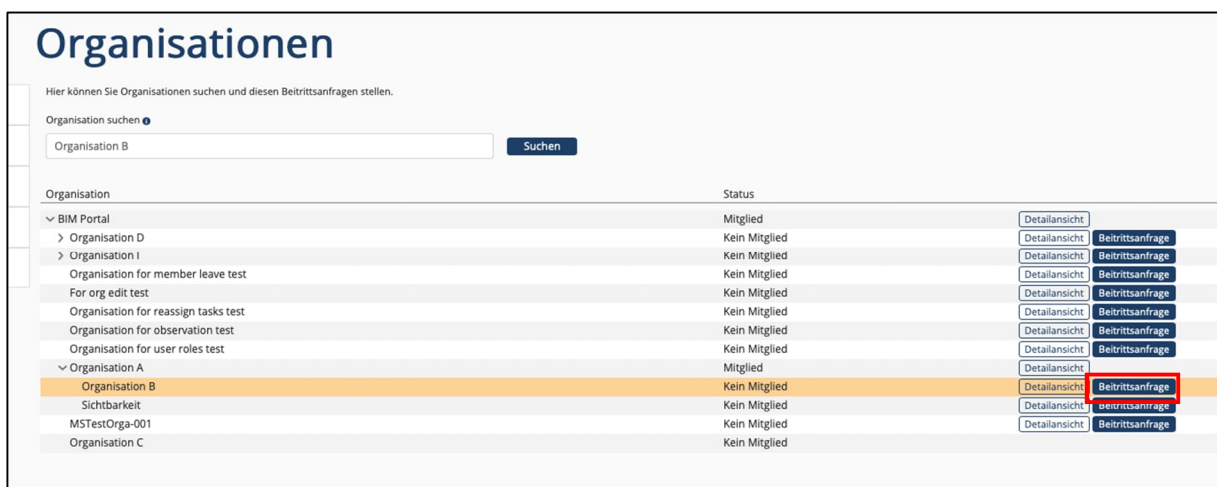 Organisationen
Hier können Sie Organisationen suchen und diesen Beitrittsanfragen stellen.
Organisation suchen
Organisation B
Suchen
Organisation Status
BIM Portal Mitglied Detailansicht
Organisation D Kein Mitglied Detailansicht Beitrittsanfrage
Organisation I Kein Mitglied Detailansicht Beitrittsanfrage
Organisation for member leave test Kein Mitglied Detailansicht Beitrittsanfrage
For org edit test Kein Mitglied Detailansicht Beitrittsanfrage
Organisation for reassign tasks test Kein Mitglied Detailansicht Beitrittsanfrage
Organisation for observation test Kein Mitglied Detailansicht Beitrittsanfrage
Organisation for user roles test Kein Mitglied Detailansicht Beitrittsanfrage
Organisation A Mitglied Detailansicht
Organisation B Kein Mitglied Detailansicht Beitrittsanfrage
Sichtbarkeit Kein Mitglied Detailansicht Beitrittsanfrage
MSTestOrga-001 Kein Mitglied Detailansicht Beitrittsanfrage
Organisation C Kein Mitglied